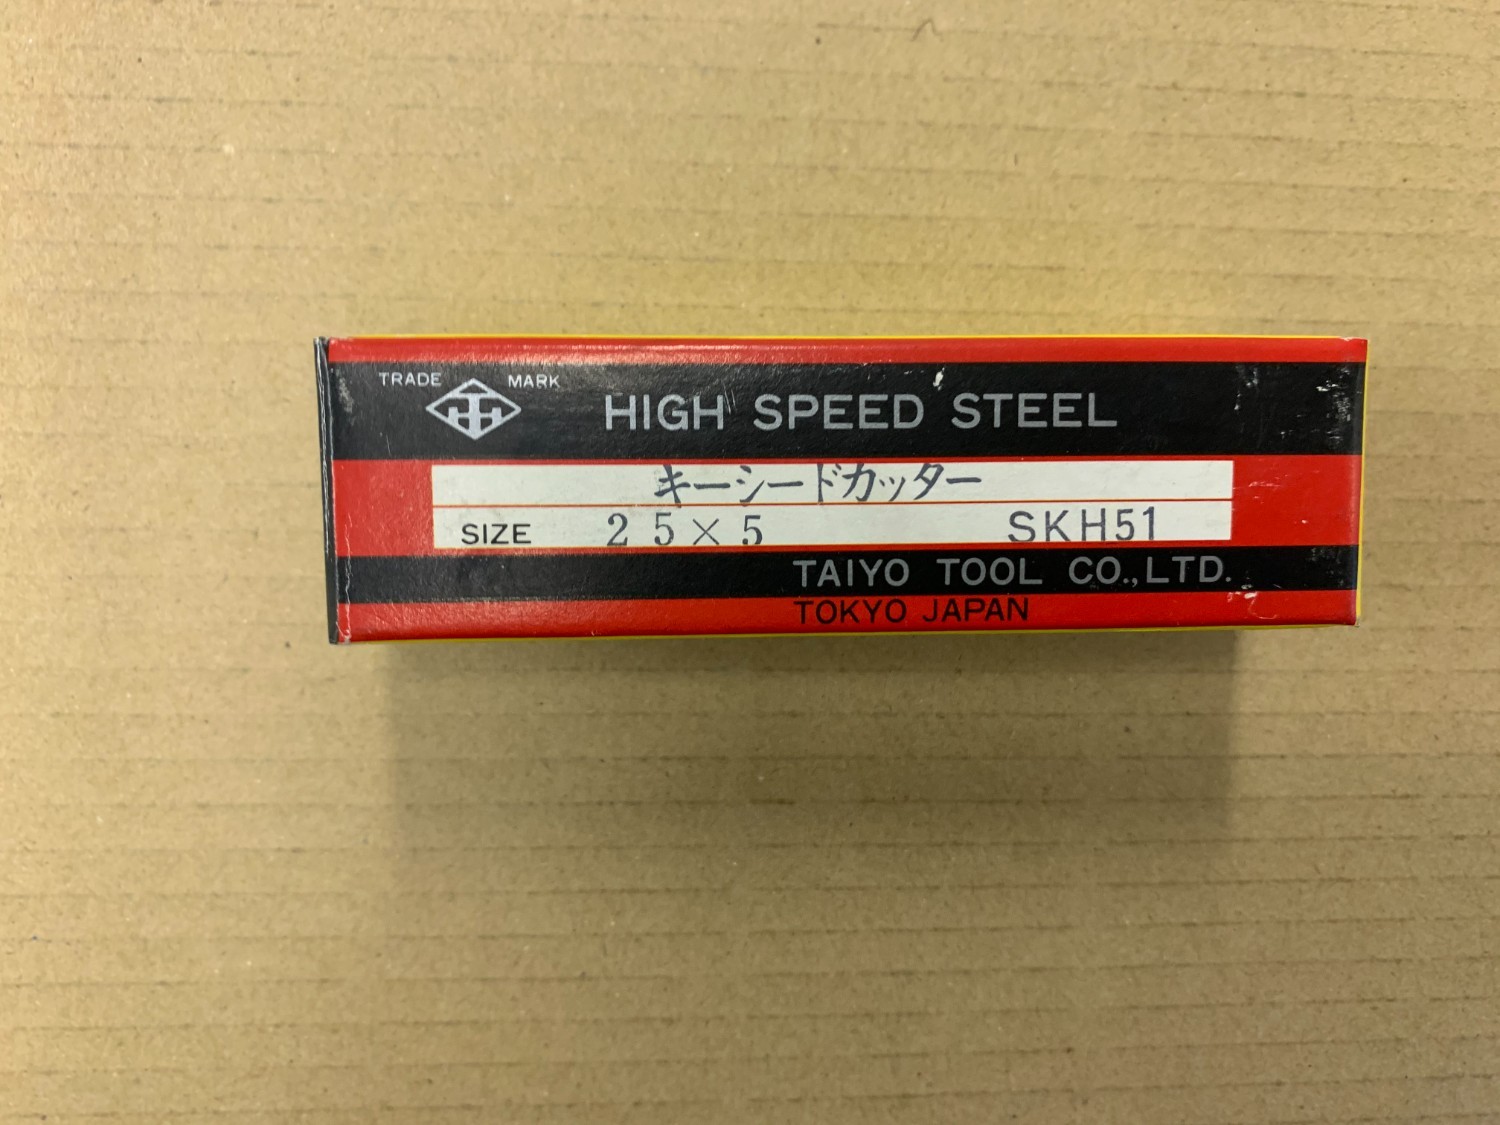 TRADE MARK
HIGH SPEED STEEL
キーシードカッター
SIZE 25×5 SKH51
TAIYO TOOL CO.,LTD.
TOKYO JAPAN